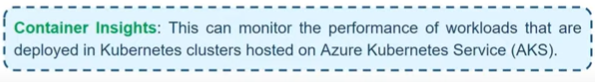 Container Insights: This can monitor the performance of workloads that are
deployed in Kubernetes clusters hosted on Azure Kubernetes Service (AKS).